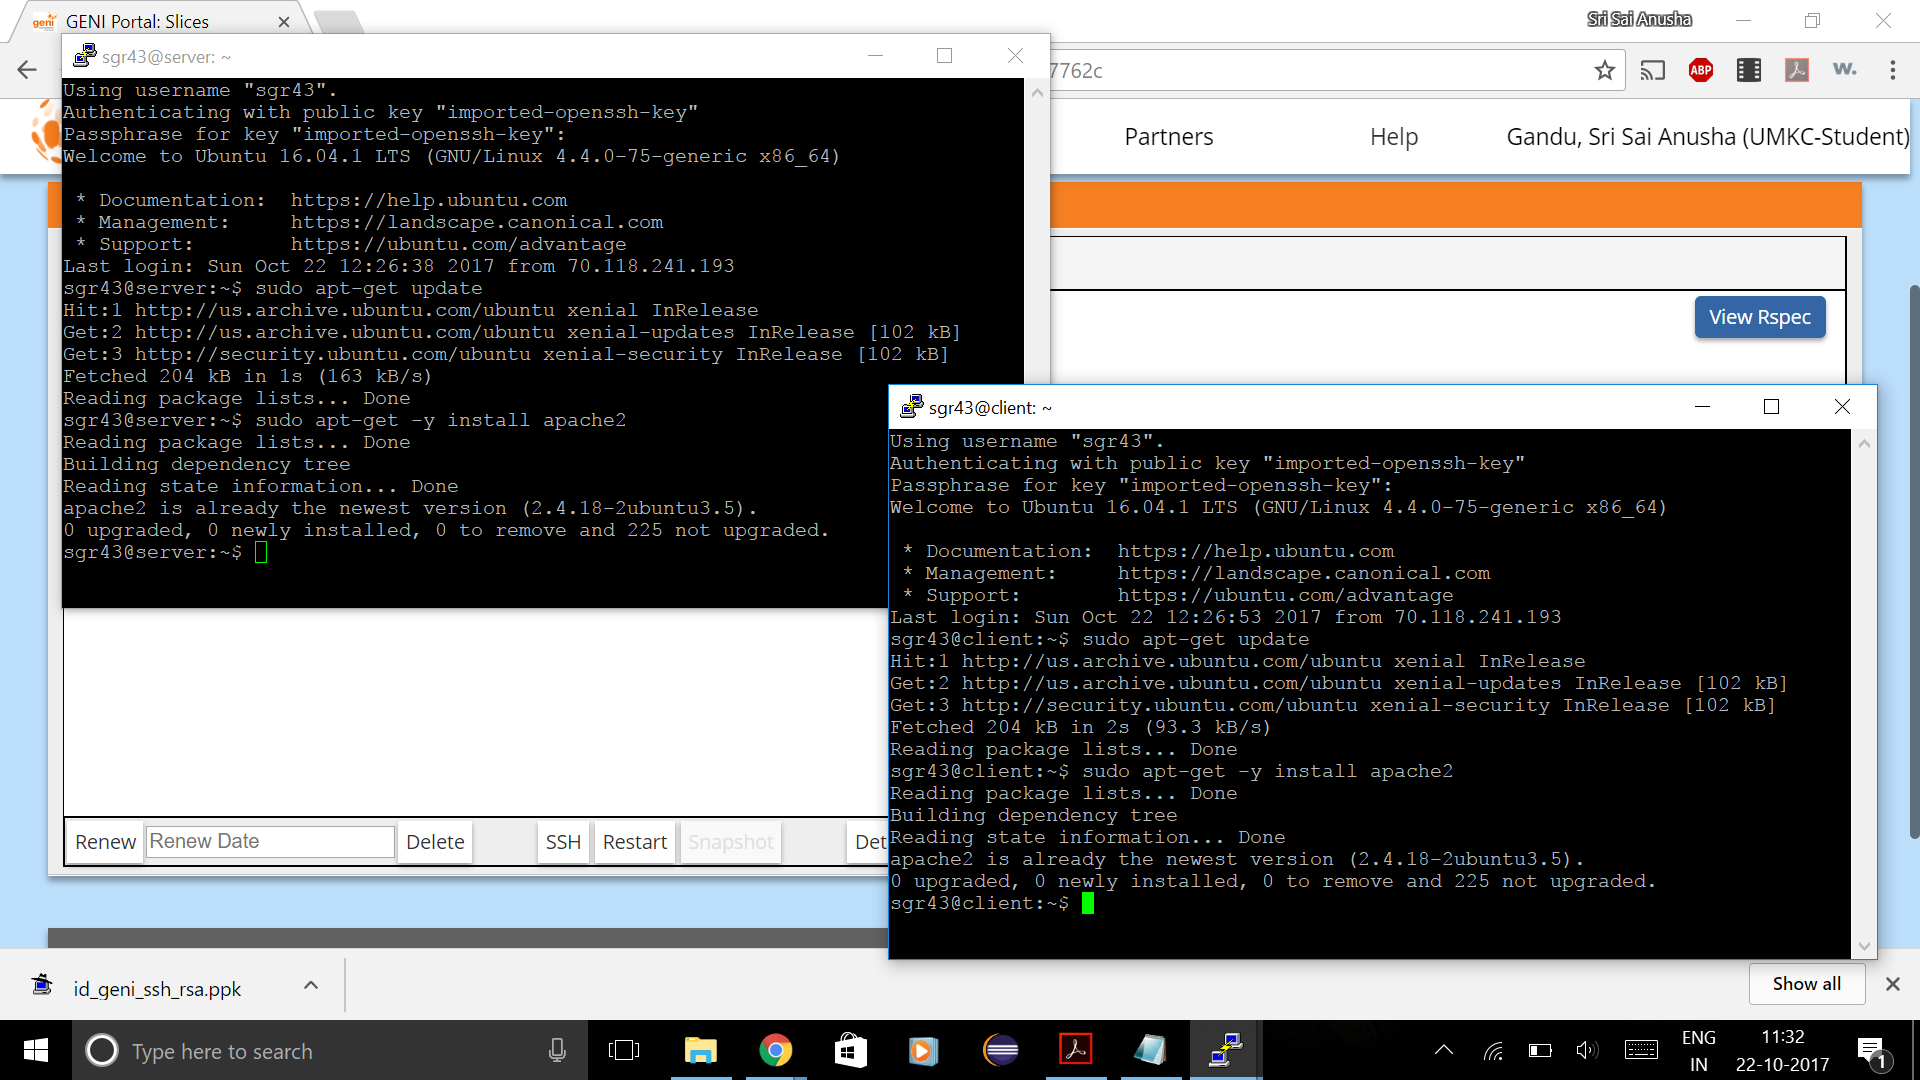 GENI Portal: Slices
Sri Sai Anusha
7762c
ABP
w.
geni
Partners
Help
Gandu, Sri Sai Anusha (UMKC-Student)
View Rspec
sgr43@server: ~
Using username "sgr43".
Authenticating with public key "imported-openssh-key"
Passphrase for key "imported-openssh-key":
Welcome to Ubuntu 16.04.1 LTS (GNU/Linux 4.4.0-75-generic x86_64)
* Documentation:  https://help.ubuntu.com
* Management:     https://landscape.canonical.com
* Support:        https://ubuntu.com/advantage
Last login: Sun Oct 22 12:26:38 2017 from 70.118.241.193
sgr43@server:~$ sudo apt-get update
Hit:1 http://us.archive.ubuntu.com/ubuntu xenial InRelease
Get:2 http://us.archive.ubuntu.com/ubuntu xenial-updates InRelease [102 kB]
Get:3 http://security.ubuntu.com/ubuntu xenial-security InRelease [102 kB]
Fetched 204 kB in 1s (163 kB/s)
Reading package lists... Done
sgr43@server:~$ sudo apt-get -y install apache2
Reading package lists... Done
Building dependency tree
Reading state information... Done
apache2 is already the newest version (2.4.18-2ubuntu3.5).
0 upgraded, 0 newly installed, 0 to remove and 225 not upgraded.
sgr43@server:~$
sgr43@client: ~
Using username "sgr43".
Authenticating with public key "imported-openssh-key"
Passphrase for key "imported-openssh-key":
Welcome to Ubuntu 16.04.1 LTS (GNU/Linux 4.4.0-75-generic x86_64)
* Documentation:  https://help.ubuntu.com
* Management:     https://landscape.canonical.com
* Support:        https://ubuntu.com/advantage
Last login: Sun Oct 22 12:26:53 2017 from 70.118.241.193
sgr43@client:~$ sudo apt-get update
Hit:1 http://us.archive.ubuntu.com/ubuntu xenial InRelease
Get:2 http://us.archive.ubuntu.com/ubuntu xenial-updates InRelease [102 kB]
Get:3 http://security.ubuntu.com/ubuntu xenial-security InRelease [102 kB]
Fetched 204 kB in 2s (93.3 kB/s)
Reading package lists... Done
sgr43@client:~$ sudo apt-get -y install apache2
Reading package lists... Done
Building dependency tree
Reading state information... Done
apache2 is already the newest version (2.4.18-2ubuntu3.5).
0 upgraded, 0 newly installed, 0 to remove and 225 not upgraded.
sgr43@client:~$
Renew Renew Date Delete SSH Restart Snapshot Det
id_geni_ssh_rsa.ppk
Show all
Type here to search
ENG
IN
11:32
22-10-2017
1